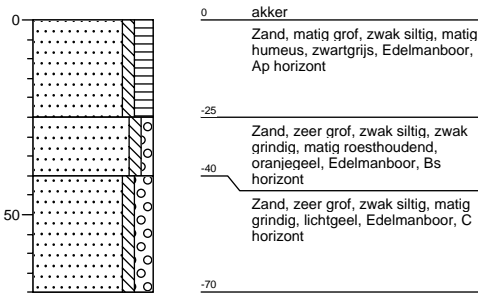 0
50
0 akker
Zand, matig grof, zwak siltig, matig
humeus, zwartgrijs, Edelmanboor,
Ap horizont
-25
Zand, zeer grof, zwak siltig, zwak
grindig, matig roesthoudend,
oranjegeel, Edelmanboor, Bs
horizont
-40
Zand, zeer grof, zwak siltig, matig
grindig, lichtgeel, Edelmanboor, C
horizont
-70